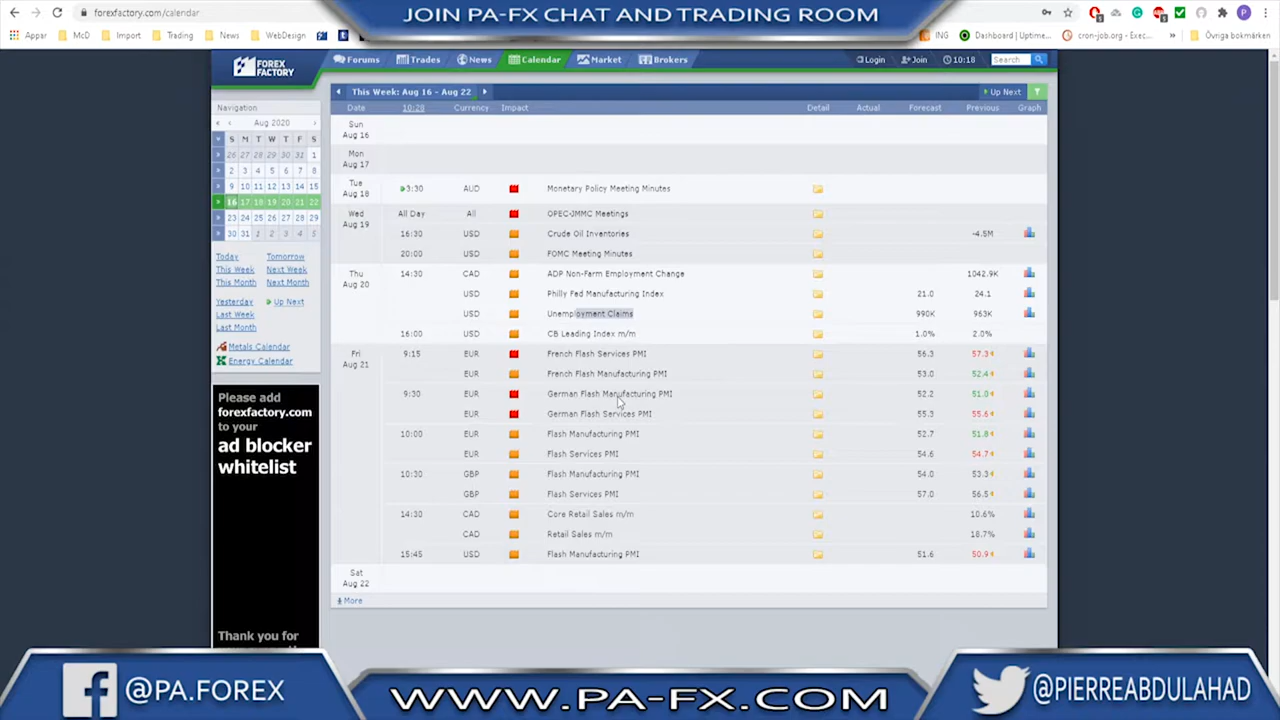 JOIN PA-FX CHAT AND TRADING ROOM
forexfactory.com/calendar
Appar McD Import Trading News WebDesign ING Dashboard | Uptime... cron-job.org - Exec... » Övriga bokmärken
FOREX FACTORY
Forums Trades News Calendar Market Brokers Login Join 10:18 Search
Navigation
Aug 2020
S M T W T F S
26 27 28 29 30 31 1
2 3 4 5 6 7 8
9 10 11 12 13 14 15
16 17 18 19 20 21 22
23 24 25 26 27 28 29
30 31 1 2 3 4 5
Today Tomorrow
This Week Next Week
This Month Next Month
Yesterday Up Next
Last Week
Last Month
Metals Calendar
Energy Calendar
Please add
forexfactory.com
to your
ad blocker
whitelist
Thank you for
This Week: Aug 16 - Aug 22 Up Next
Date 10:28 Currency Impact Detail Actual Forecast Previous Graph
Sun
Aug 16
Mon
Aug 17
Tue
Aug 18
3:30 AUD Monetary Policy Meeting Minutes
Wed
Aug 19
All Day All OPEC-JMMC Meetings
16:30 USD Crude Oil Inventories -4.5M
20:00 USD FOMC Meeting Minutes
Thu
Aug 20
14:30 CAD ADP Non-Farm Employment Change 1042.9K
USD Philly Fed Manufacturing Index 21.0 24.1
USD Unemployment Claims 990K 963K
16:00 USD CB Leading Index m/m 1.0% 2.0%
Fri
Aug 21
9:15 EUR French Flash Services PMI 56.3 57.3
EUR French Flash Manufacturing PMI 53.0 52.4
9:30 EUR German Flash Manufacturing PMI 52.2 51.0
EUR German Flash Services PMI 55.3 55.6
10:00 EUR Flash Manufacturing PMI 52.7 51.8
EUR Flash Services PMI 54.6 54.7
10:30 GBP Flash Manufacturing PMI 54.0 53.3
GBP Flash Services PMI 57.0 56.5
14:30 CAD Core Retail Sales m/m 10.6%
CAD Retail Sales m/m 18.7%
15:45 USD Flash Manufacturing PMI 51.6 50.9
Sat
Aug 22
More
@PA.FOREX
WWW.PA-FX.COM
@PIERREABDULAHAD